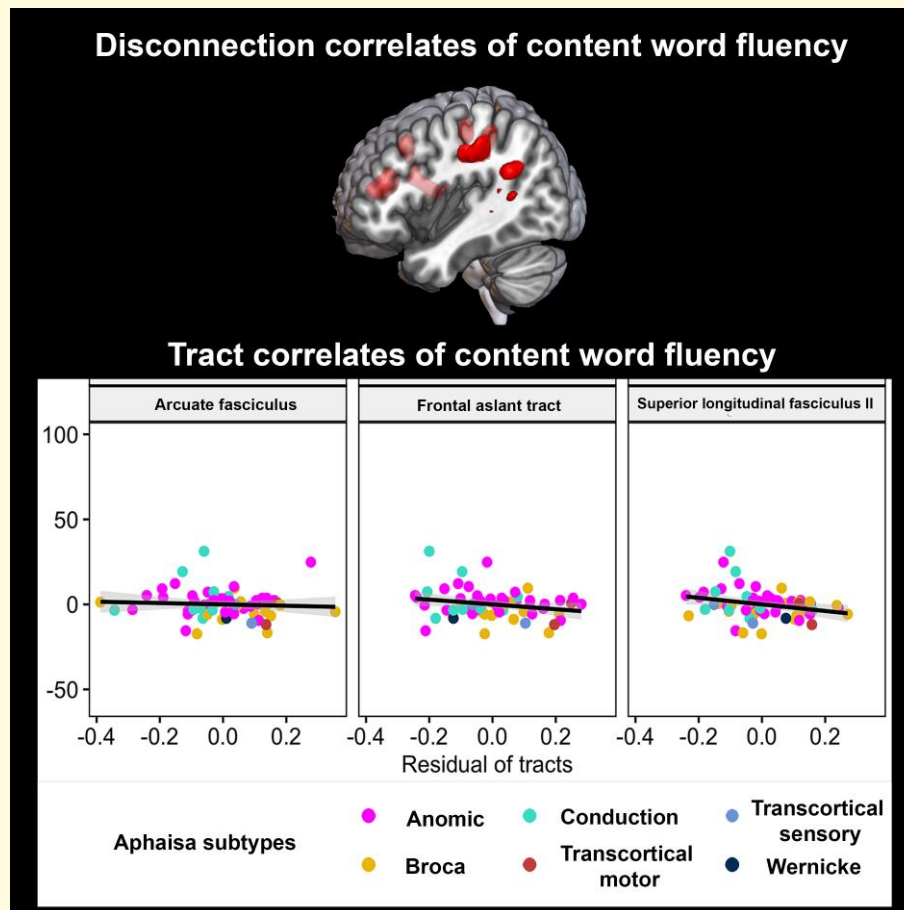 Disconnection correlates of content word fluency
Tract correlates of content word fluency
Arcuate fasciculus
Frontal aslant tract
Superior longitudinal fasciculus II
100
50
0
-50
-0.4 -0.2 0.0 0.2 -0.4 -0.2 0.0 0.2 -0.4 -0.2 0.0 0.2
Residual of tracts
Aphaisa subtypes
Anomic
Conduction
Transcortical
sensory
Broca
Transcortical
motor
Wernicke